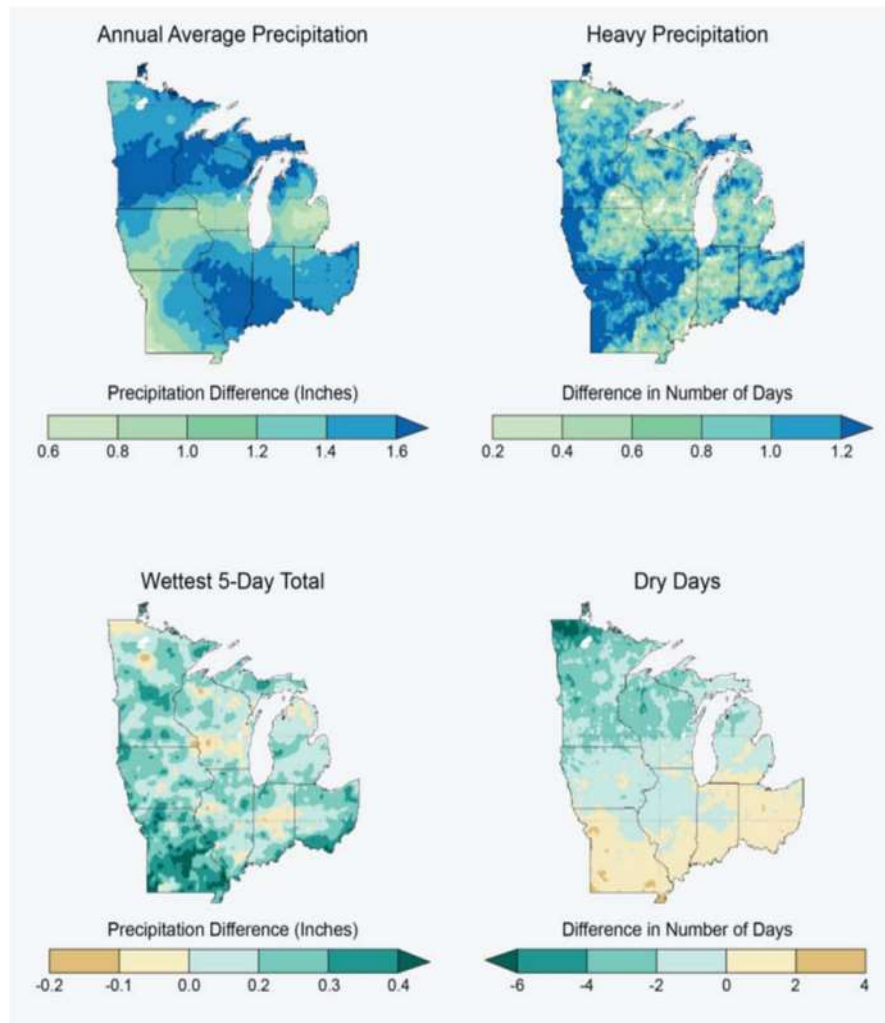 Annual Average Precipitation
Heavy Precipitation
Precipitation Difference (Inches)
0.6 0.8 1.0 1.2 1.4 1.6
Difference in Number of Days
0.2 0.4 0.6 0.8 1.0 1.2
Wettest 5-Day Total
Dry Days
Precipitation Difference (Inches)
-0.2 -0.1 0.0 0.2 0.3 0.4
Difference in Number of Days
-6 -4 -2 0 2 4